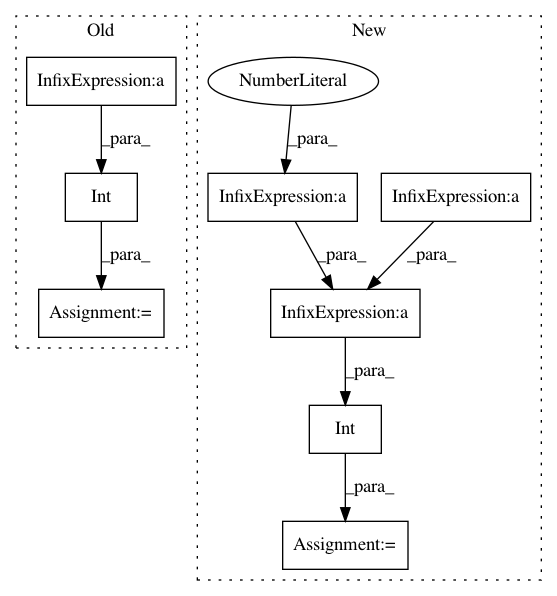 Old
New
InfixExpression:a
NumberLiteral
_para_
_para_
Int
InfixExpression:a
InfixExpression:a
_para_
_para_
_para_
Assignment:=
InfixExpression:a
_para_
Int
_para_
Assignment:=